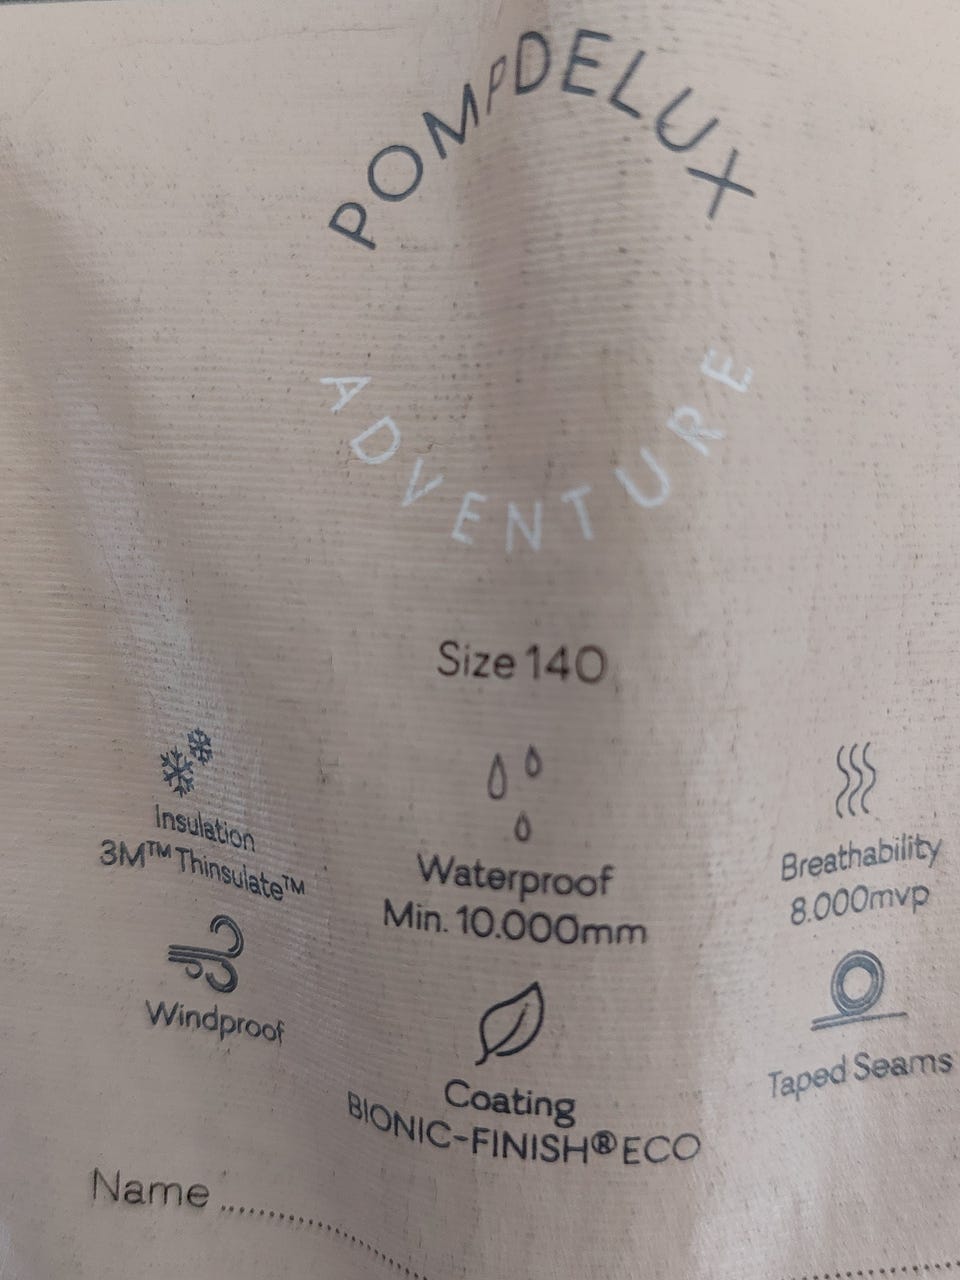 POMPDELUX
ADVENTURE
Size 140
Insulation
3M™ Thinsulate™
Waterproof
Min. 10.000mm
Breathability
8.000mvp
Windproof
Coating
BIONIC-FINISH® ECO
Taped Seams
Name ..........